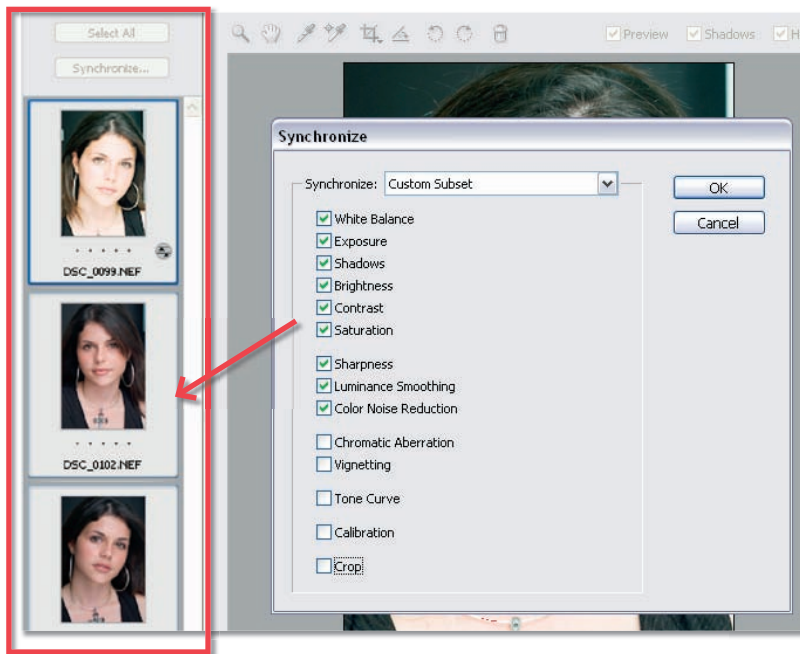 Select All
Synchronize...
Preview
Shadows
H
DSC_0099.NEF
DSC_0102.NEF
Synchronize
Synchronize: Custom Subset
OK
Cancel
White Balance
Exposure
Shadows
Brightness
Contrast
Saturation
Sharpness
Luminance Smoothing
Color Noise Reduction
Chromatic Aberration
Vignetting
Tone Curve
Calibration
Crop